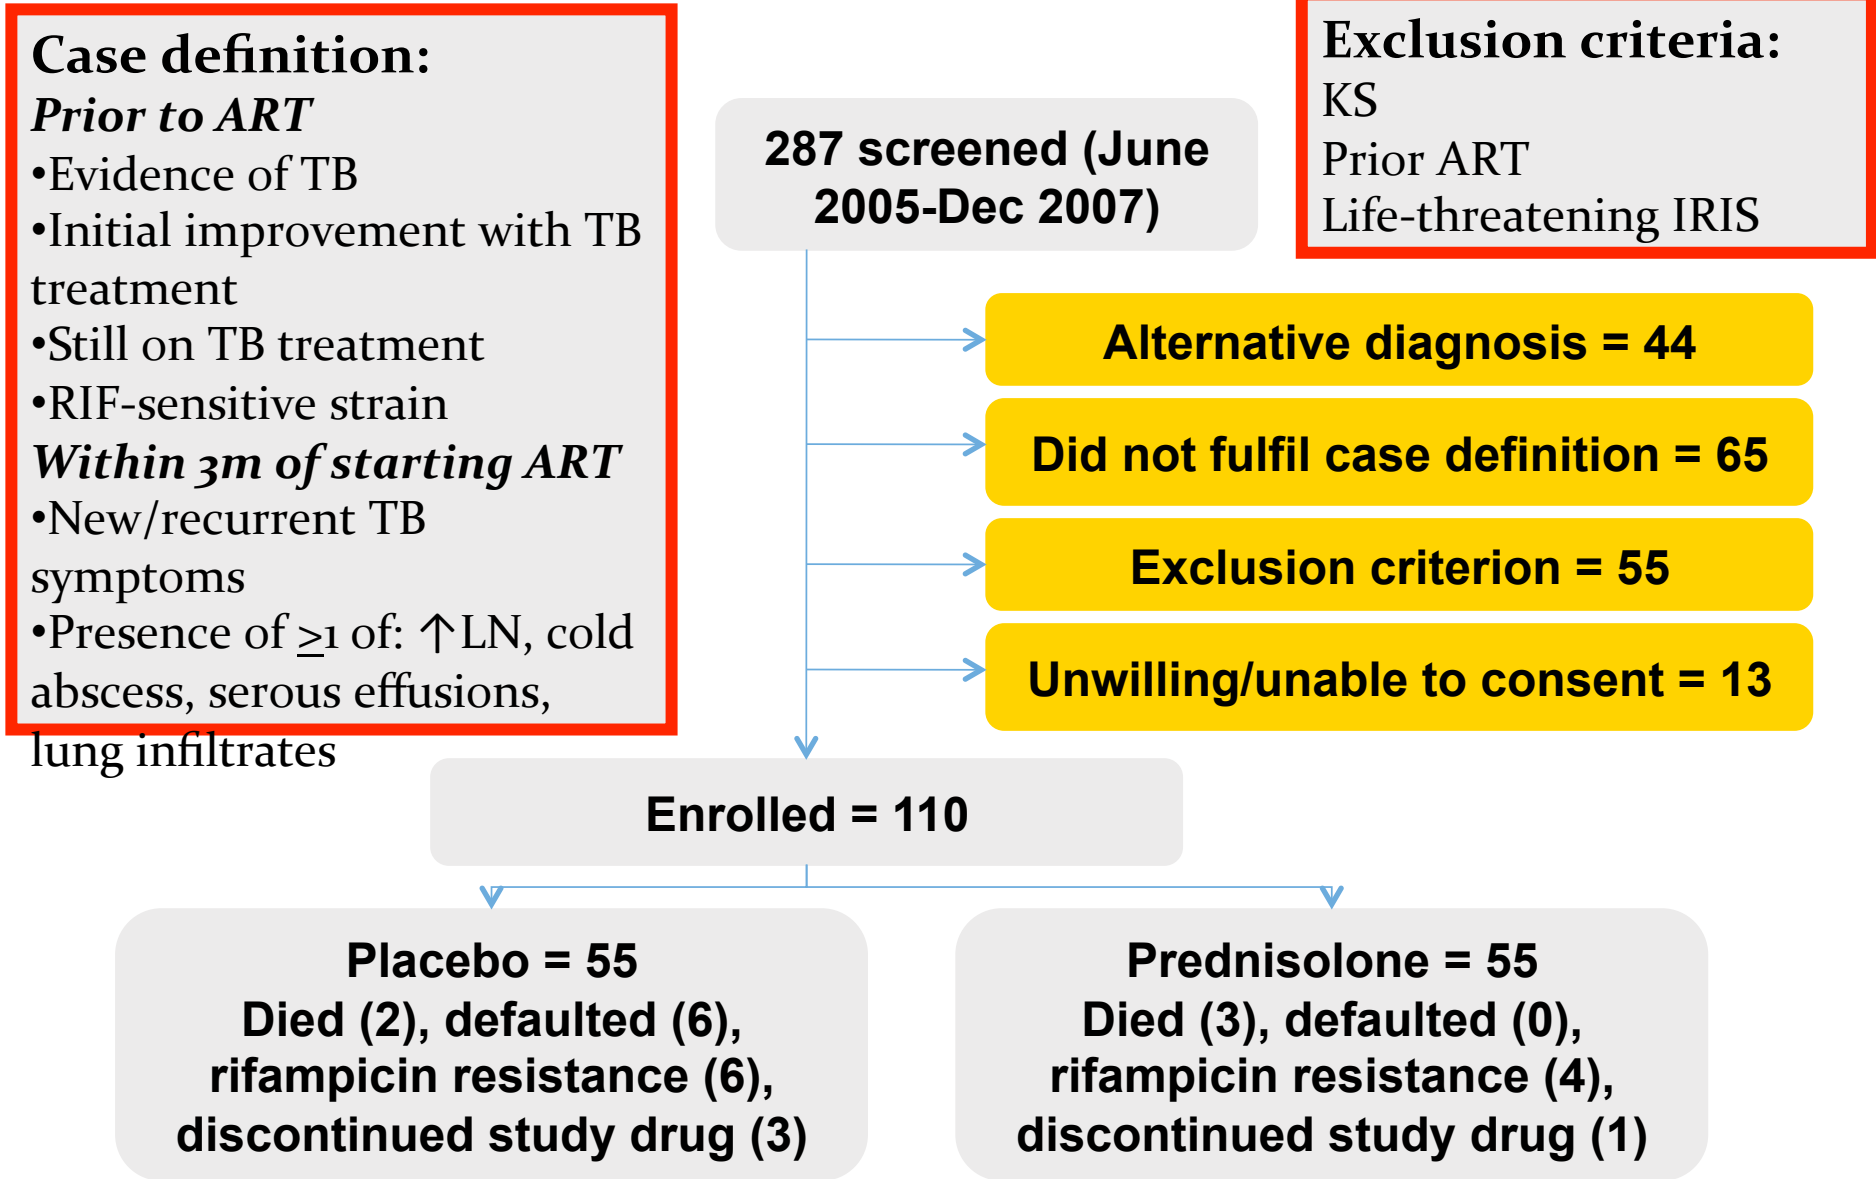 Case definition:
Prior to ART
•Evidence of TB
•Initial improvement with TB
treatment
•Still on TB treatment
•RIF-sensitive strain
Within 3m of starting ART
•New/recurrent TB
symptoms
•Presence of ≥1 of: ↑LN, cold
abscess, serous effusions,
lung infiltrates
287 screened (June
2005-Dec 2007)
Exclusion criteria:
KS
Prior ART
Life-threatening IRIS
Alternative diagnosis = 44
Did not fulfil case definition = 65
Exclusion criterion = 55
Unwilling/unable to consent = 13
Enrolled = 110
Placebo = 55
Died (2), defaulted (6),
rifampicin resistance (6),
discontinued study drug (3)
Prednisolone = 55
Died (3), defaulted (0),
rifampicin resistance (4),
discontinued study drug (1)